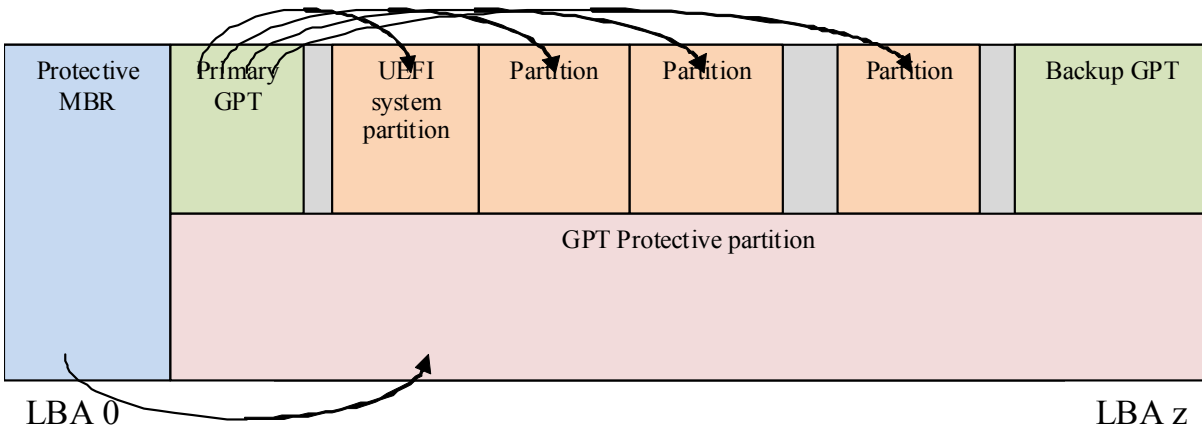 Protective
MBR
Primary
GPT
UEFI
system
partition
Partition
Partition
Partition
Backup GPT
GPT Protective partition
LBA 0
LBA z